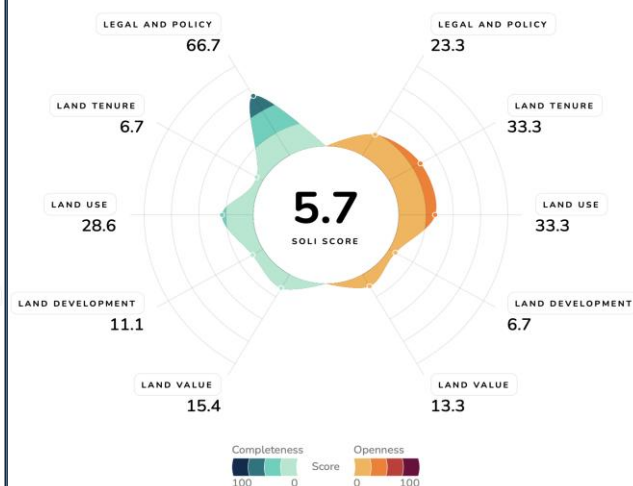 LEGAL AND POLICY
66.7
LEGAL AND POLICY
23.3
LAND TENURE
6.7
LAND TENURE
33.3
LAND USE
28.6
5.7
SOLI SCORE
LAND USE
33.3
LAND DEVELOPMENT
11.1
LAND DEVELOPMENT
6.7
LAND VALUE
15.4
LAND VALUE
13.3
Completeness
Score
Openness
100 0
0 100